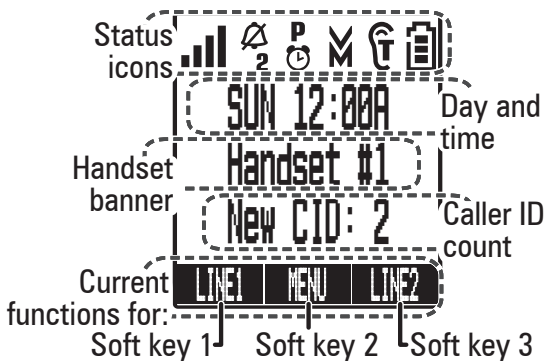 Status icons
P
2
T
SUN 12:00A
Day and time
Handset banner
Handset #1
New CID: 2
Caller ID count
Current functions for:
LINE1 MENU LINE2
Soft key 1 Soft key 2 Soft key 3